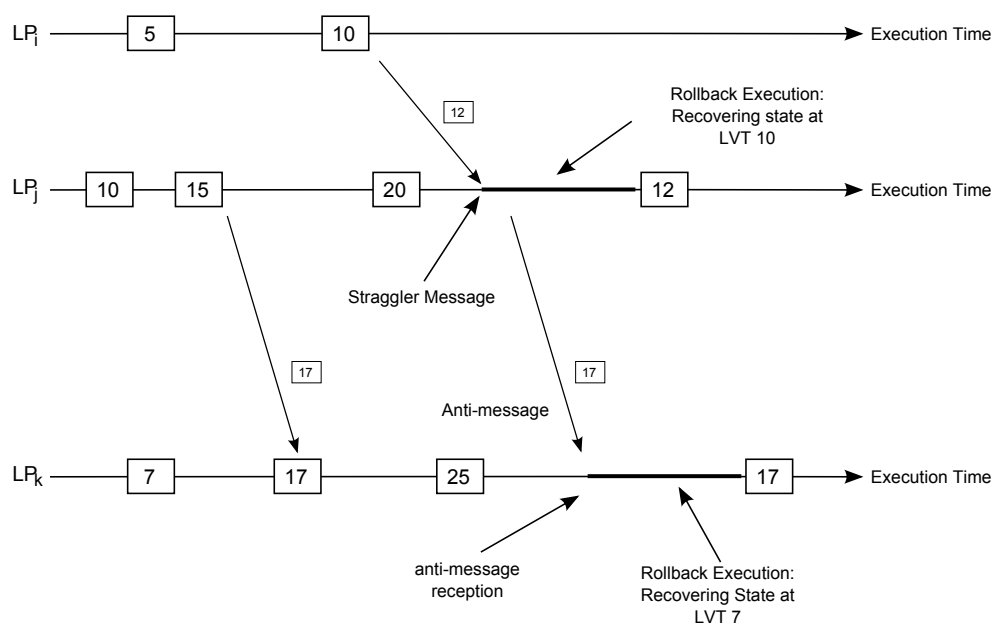 LPi 5 10 Execution Time
12
Rollback Execution:
Recovering state at
LVT 10
LPj 10 15 20 12 Execution Time
Straggler Message
17 17
Anti-message
LPk 7 17 25 17 Execution Time
anti-message
reception
Rollback Execution:
Recovering State at
LVT 7